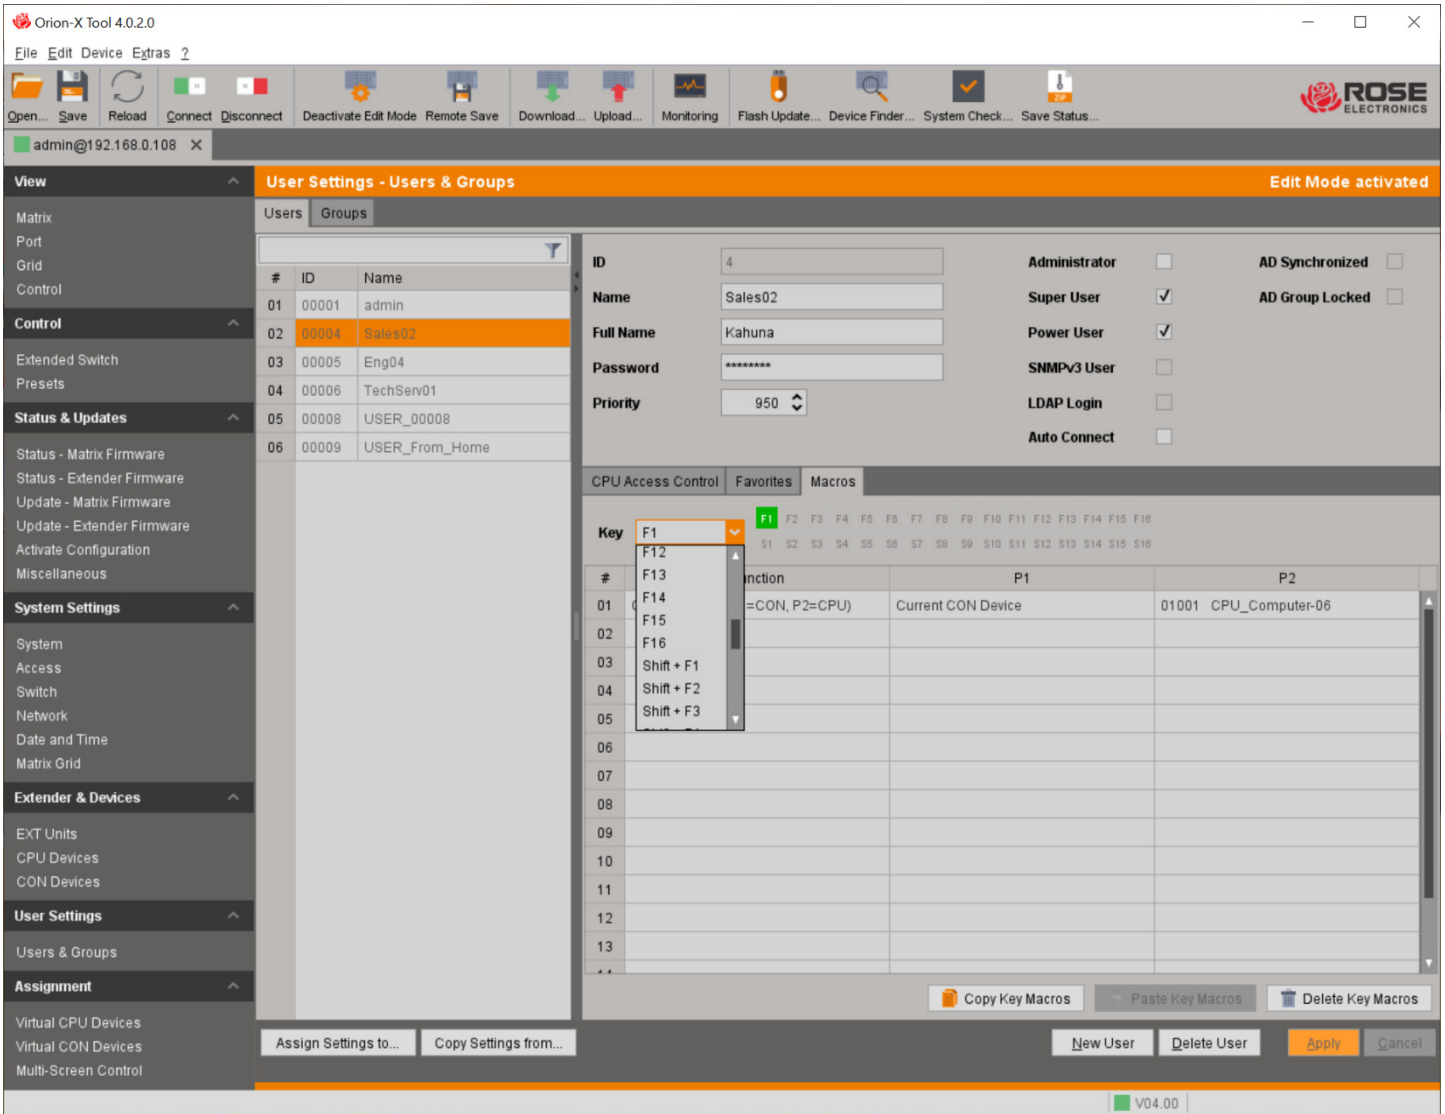 Orion-X Tool 4.0.2.0
File Edit Device Extras ?
Open... Save Reload Connect Disconnect Deactivate Edit Mode Remote Save Download... Upload... Monitoring Flash Update... Device Finder... System Check... Save Status...
ZIP
ROSE
ELECTRONICS
admin@192.168.0.108
View
Matrix
Port
Grid
Control
Control
Extended Switch
Presets
Status & Updates
Status - Matrix Firmware
Status - Extender Firmware
Update - Matrix Firmware
Update - Extender Firmware
Activate Configuration
Miscellaneous
System Settings
System
Access
Switch
Network
Date and Time
Matrix Grid
Extender & Devices
EXT Units
CPU Devices
CON Devices
User Settings
Users & Groups
Assignment
Virtual CPU Devices
Virtual CON Devices
Multi-Screen Control
User Settings - Users & Groups Edit Mode activated
Users Groups
# ID Name
01 00001 admin
02 00004 Sales02
03 00005 Eng04
04 00006 TechServ01
05 00008 USER_00008
06 00009 USER_From_Home
ID 4 Administrator AD Synchronized
Name Sales02 Super User AD Group Locked
Full Name Kahuna Power User
Password ******** SNMPv3 User
Priority 950 LDAP Login
Auto Connect
CPU Access Control Favorites Macros
Key F1
F1 F2 F3 F4 F5 F6 F7 F8 F9 F10 F11 F12 F13 F14 F15 F16
S1 S2 S3 S4 S5 S6 S7 S8 S9 S10 S11 S12 S13 S14 S15 S16
F12
F13
F14
F15
F16
Shift + F1
Shift + F2
Shift + F3
# nction P1 P2
01 =CON, P2=CPU) Current CON Device 01001 CPU_Computer-06
02
03
04
05
06
07
08
09
10
11
12
13
Copy Key Macros Paste Key Macros Delete Key Macros
Assign Settings to... Copy Settings from... New User Delete User Apply Cancel
V04.00